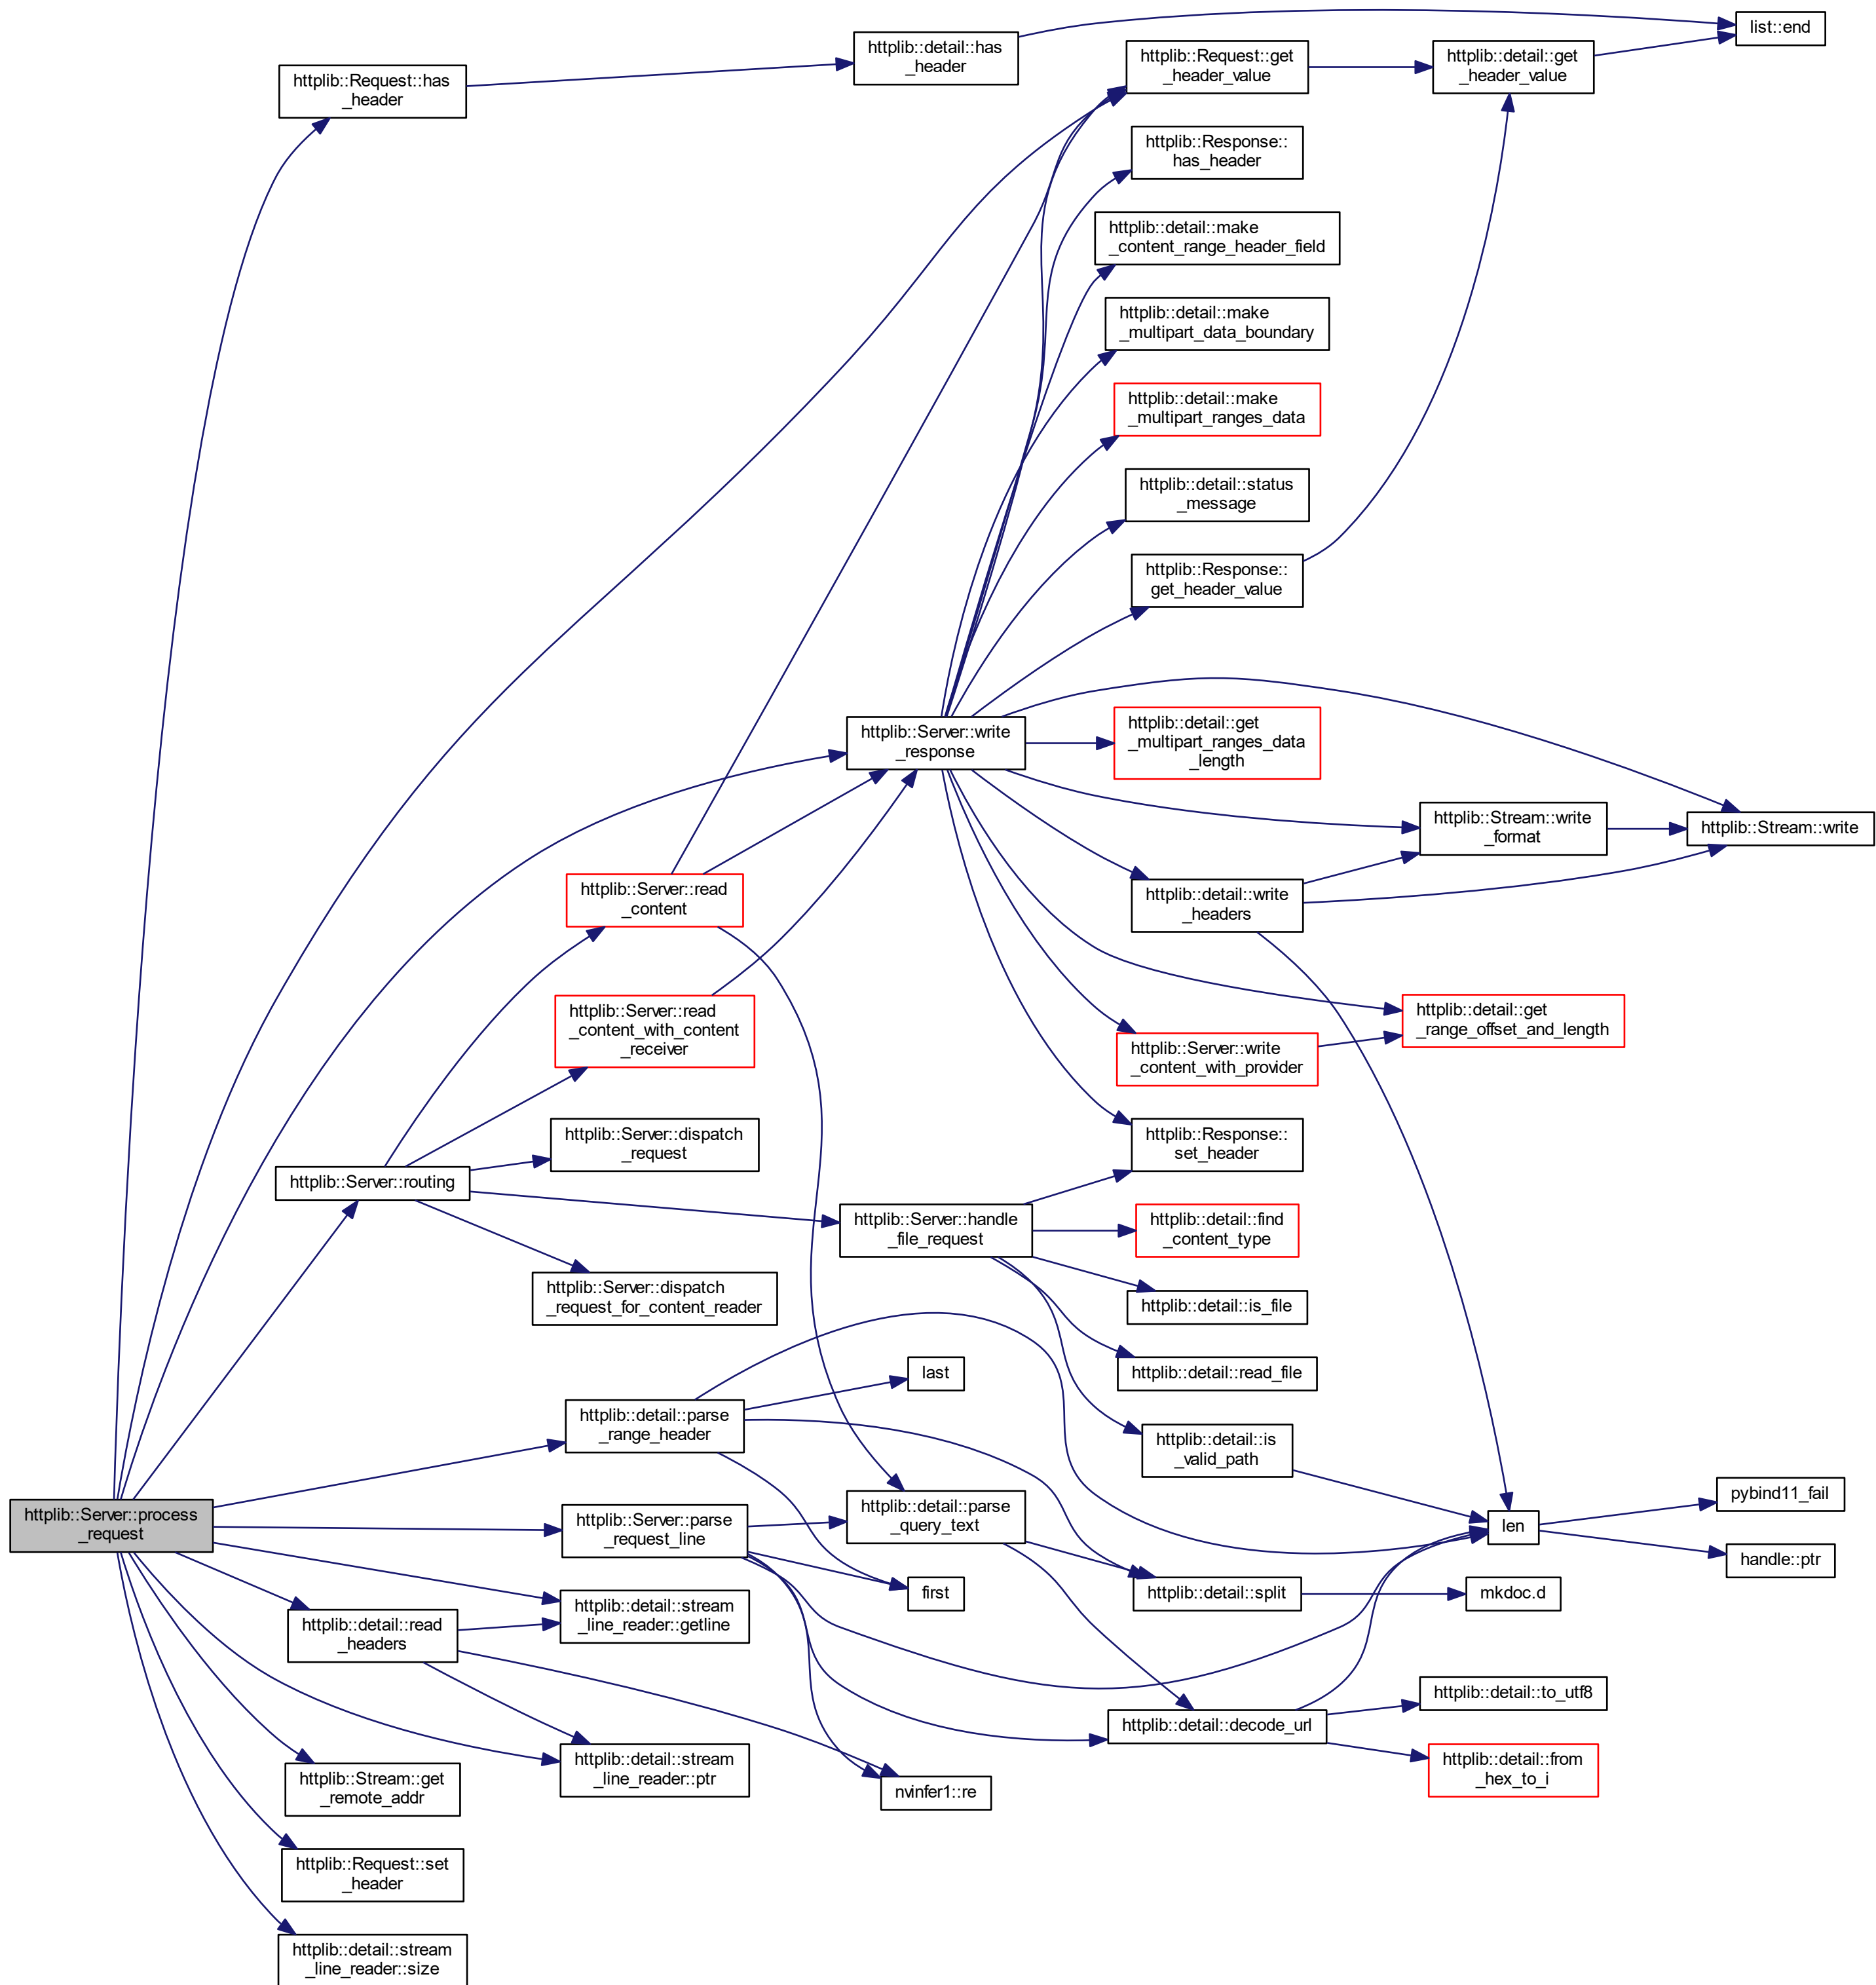 httplib::Server::process
_request
httplib::Request::has
_header
httplib::detail::has
_header
list::end
httplib::Request::get
_header_value
httplib::detail::get
_header_value
httplib::Response::
has_header
httplib::detail::make
_content_range_header_field
httplib::detail::make
_multipart_data_boundary
httplib::detail::make
_multipart_ranges_data
httplib::detail::status
_message
httplib::Response::
get_header_value
httplib::Server::write
_response
httplib::detail::get
_multipart_ranges_data
_length
httplib::Stream::write
_format
httplib::Stream::write
httplib::detail::write
_headers
httplib::Server::read
_content
httplib::Server::read
_content_with_content
_receiver
httplib::detail::get
_range_offset_and_length
httplib::Server::write
_content_with_provider
httplib::Server::dispatch
_request
httplib::Response::
set_header
httplib::Server::routing
httplib::Server::handle
_file_request
httplib::detail::find
_content_type
httplib::Server::dispatch
_request_for_content_reader
httplib::detail::is_file
httplib::detail::read_file
last
httplib::detail::parse
_range_header
httplib::detail::is
_valid_path
httplib::Server::parse
_request_line
httplib::detail::parse
_query_text
len
pybind11_fail
handle::ptr
first
httplib::detail::split
mkdoc.d
httplib::detail::stream
_line_reader::getline
httplib::detail::read
_headers
httplib::detail::to_utf8
httplib::detail::decode_url
httplib::detail::from
_hex_to_i
httplib::detail::stream
_line_reader::ptr
nvinfer1::re
httplib::Stream::get
_remote_addr
httplib::Request::set
_header
httplib::detail::stream
_line_reader::size